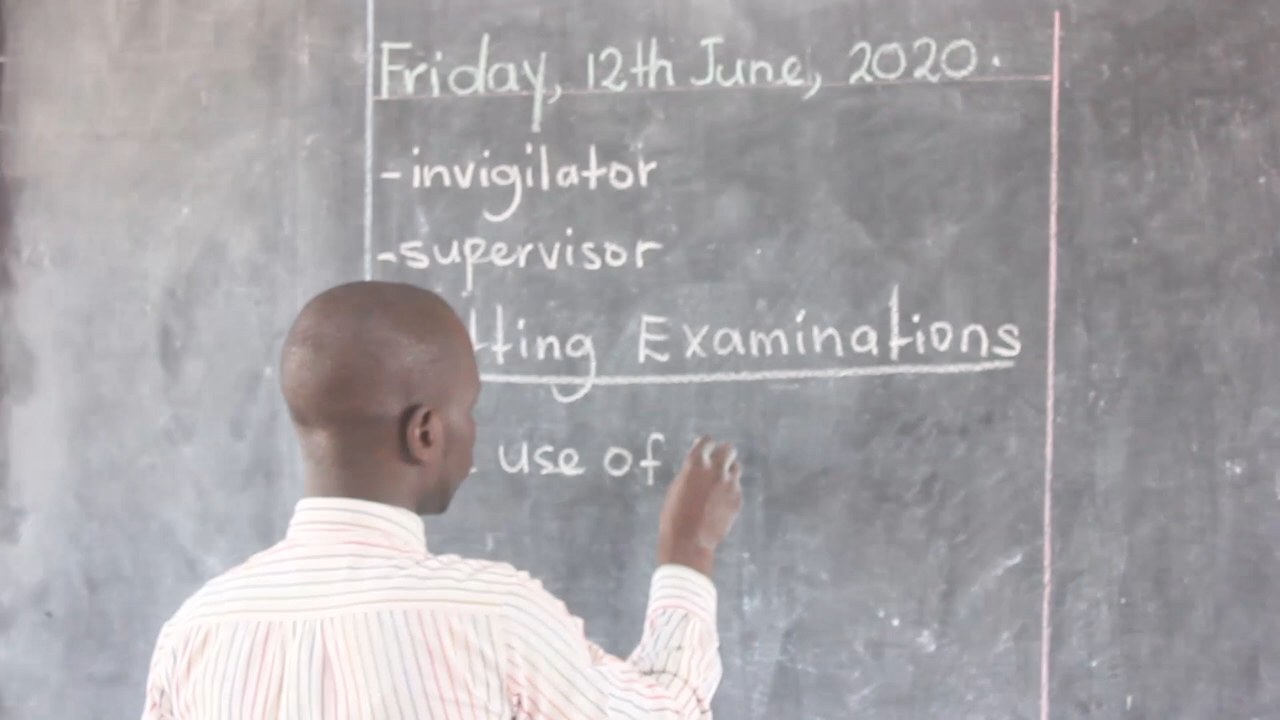 Friday, 12th June, 2020.
-invigilator
-supervisor
Examinations
use of